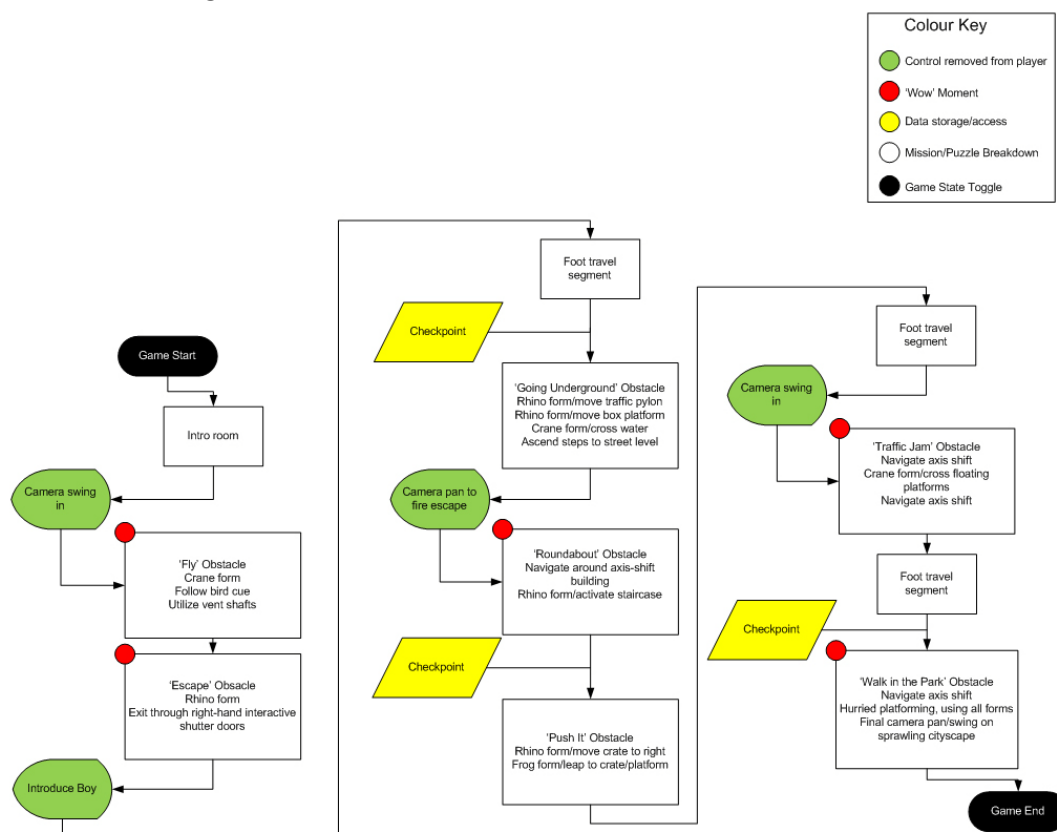 Colour Key
Control removed from player
'Wow' Moment
Data storage/access
Mission/Puzzle Breakdown
Game State Toggle
Game Start
Intro room
Camera swing
in
'Fly' Obstacle
Crane form
Follow bird cue
Utilize vent shafts
'Escape' Obsacle
Rhino form
Exit through right-hand interactive
shutter doors
Introduce Boy
Foot travel
segment
Checkpoint
'Going Underground' Obstacle
Rhino form/move traffic pylon
Rhino form/move box platform
Crane form/cross water
Ascend steps to street level
Camera pan to
fire escape
'Roundabout' Obstacle
Navigate around axis-shift
building
Rhino form/activate staircase
Checkpoint
'Push It' Obstacle
Rhino form/move crate to right
Frog form/leap to crate/platform
Foot travel
segment
Camera swing
in
'Traffic Jam' Obstacle
Navigate axis shift
Crane form/cross floating
platforms
Navigate axis shift
Foot travel
segment
Checkpoint
'Walk in the Park' Obstacle
Navigate axis shift
Hurried platforming, using all forms
Final camera pan/swing on
sprawling cityscape
Game End